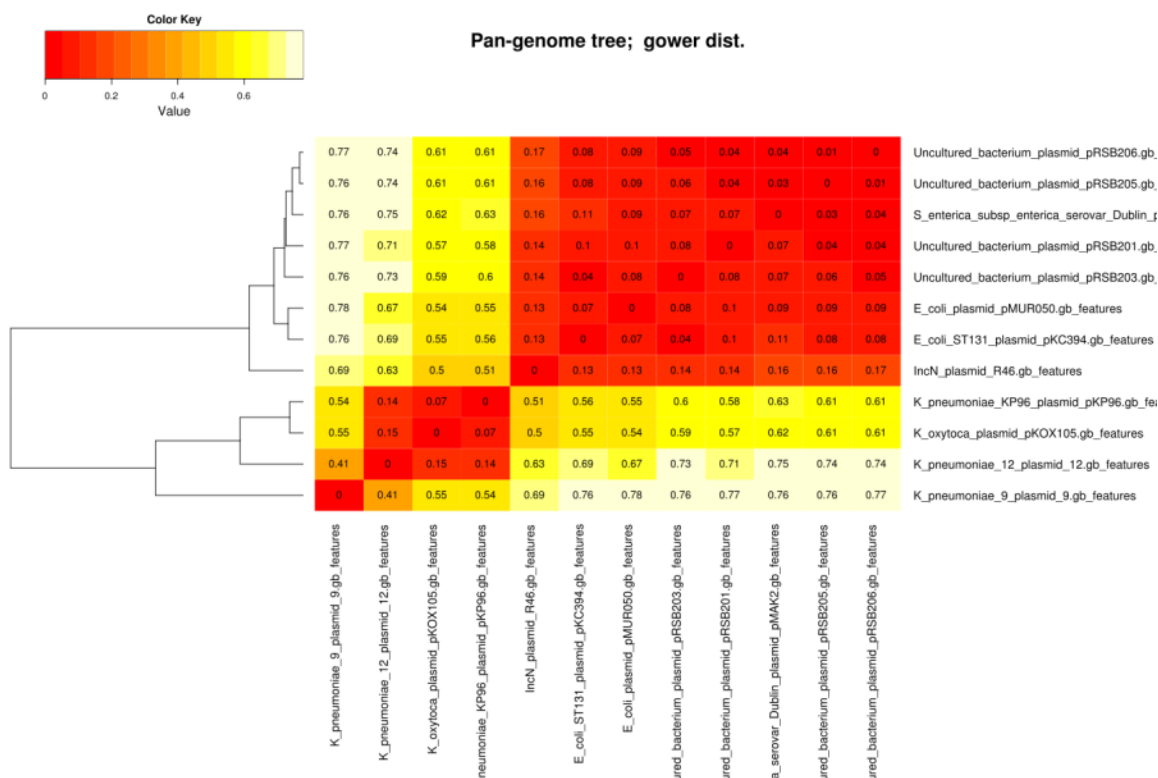 Color Key
0 0.2 0.4 0.6
Value
Pan-genome tree; gower dist.
0.77 0.74 0.61 0.61 0.17 0.08 0.09 0.05 0.04 0.04 0.01 0 Uncultured_bacterium_plasmid_pRSB206.gb_
0.76 0.74 0.61 0.61 0.16 0.08 0.09 0.06 0.04 0.03 0 0.01 Uncultured_bacterium_plasmid_pRSB205.gb_
0.76 0.75 0.62 0.63 0.16 0.11 0.09 0.07 0.07 0 0.03 0.04 S_enterica_subsp_enterica_serovar_Dublin_p
0.77 0.71 0.57 0.58 0.14 0.1 0.1 0.08 0 0.07 0.04 0.04 Uncultured_bacterium_plasmid_pRSB201.gb_
0.76 0.73 0.59 0.6 0.14 0.04 0.08 0 0.08 0.07 0.06 0.05 Uncultured_bacterium_plasmid_pRSB203.gb_
0.78 0.67 0.54 0.55 0.13 0.07 0 0.08 0.1 0.09 0.09 0.09 E_coli_plasmid_pMUR050.gb_features
0.76 0.69 0.55 0.56 0.13 0 0.07 0.04 0.1 0.11 0.08 0.08 E_coli_ST131_plasmid_pKC394.gb_features
0.69 0.63 0.5 0.51 0 0.13 0.13 0.14 0.14 0.16 0.16 0.17 IncN_plasmid_R46.gb_features
0.54 0.14 0.07 0 0.51 0.56 0.55 0.6 0.58 0.63 0.61 0.61 K_pneumoniae_KP96_plasmid_pKP96.gb_fea
0.55 0.15 0 0.07 0.5 0.55 0.54 0.59 0.57 0.62 0.61 0.61 K_oxytoca_plasmid_pKOX105.gb_features
0.41 0 0.15 0.14 0.63 0.69 0.67 0.73 0.71 0.75 0.74 0.74 K_pneumoniae_12_plasmid_12.gb_features
0 0.41 0.55 0.54 0.69 0.76 0.78 0.76 0.77 0.76 0.76 0.77 K_pneumoniae_9_plasmid_9.gb_features
K_pneumoniae_9_plasmid_9.gb_features
K_pneumoniae_12_plasmid_12.gb_features
K_oxytoca_plasmid_pKOX105.gb_features
neumoniae_KP96_plasmid_pKP96.gb_features
IncN_plasmid_R46.gb_features
E_coli_ST131_plasmid_pKC394.gb_features
E_coli_plasmid_pMUR050.gb_features
ured_bacterium_plasmid_pRSB203.gb_features
ured_bacterium_plasmid_pRSB201.gb_features
a_serovar_Dublin_plasmid_pMAK2.gb_features
ured_bacterium_plasmid_pRSB205.gb_features
ured_bacterium_plasmid_pRSB206.gb_features